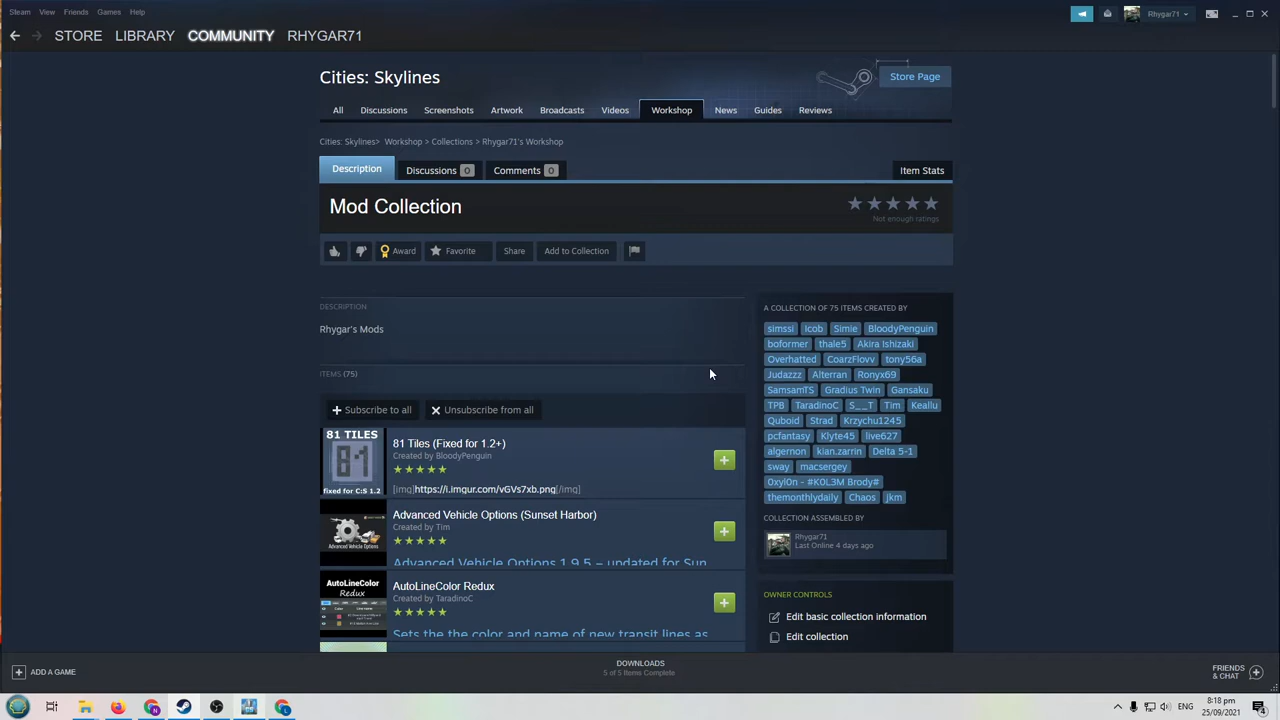 Steam View Friends Games Help
Rhygar71
STORE LIBRARY COMMUNITY RHYGAR71
Cities: Skylines
Store Page
All Discussions Screenshots Artwork Broadcasts Videos Workshop News Guides Reviews
Cities: Skylines> Workshop > Collections > Rhygar71's Workshop
Description Discussions 0 Comments 0 Item Stats
Mod Collection
Not enough ratings
Award Favorite Share Add to Collection
DESCRIPTION
Rhygar's Mods
ITEMS (75)
Subscribe to all Unsubscribe from all
81 TILES
81
fixed for C:S 1.2
81 Tiles (Fixed for 1.2+)
Created by BloodyPenguin
[img]https://i.imgur.com/vGVs7xb.png[/img]
Advanced Vehicle Options
Advanced Vehicle Options (Sunset Harbor)
Created by Tim
Advanced Vehicle Options 1.9.5 – updated for Sun
AutoLineColor
Redux
AutoLineColor Redux
Created by TaradinoC
Sets the the color and name of new transit lines as
A COLLECTION OF 75 ITEMS CREATED BY
simssi Icob Simie BloodyPenguin
boformer thale5 Akira Ishizaki
Overhatted CoarzFlovv tony56a
Judazzz Alterran Ronyx69
SamsamTS Gradius Twin Gansaku
TPB TaradinoC S__T Tim Keallu
Quboid Strad Krzychu1245
pcfantasy Klyte45 live627
algernon kian.zarrin Delta 5-1
sway macsergey
0xyl0n - #K0L3M Brody#
themonthlydaily Chaos jkm
COLLECTION ASSEMBLED BY
Rhygar71
Last Online 4 days ago
OWNER CONTROLS
Edit basic collection information
Edit collection
ADD A GAME
DOWNLOADS
5 of 5 Items Complete
FRIENDS
& CHAT
ENG
8:18 pm
25/09/2021